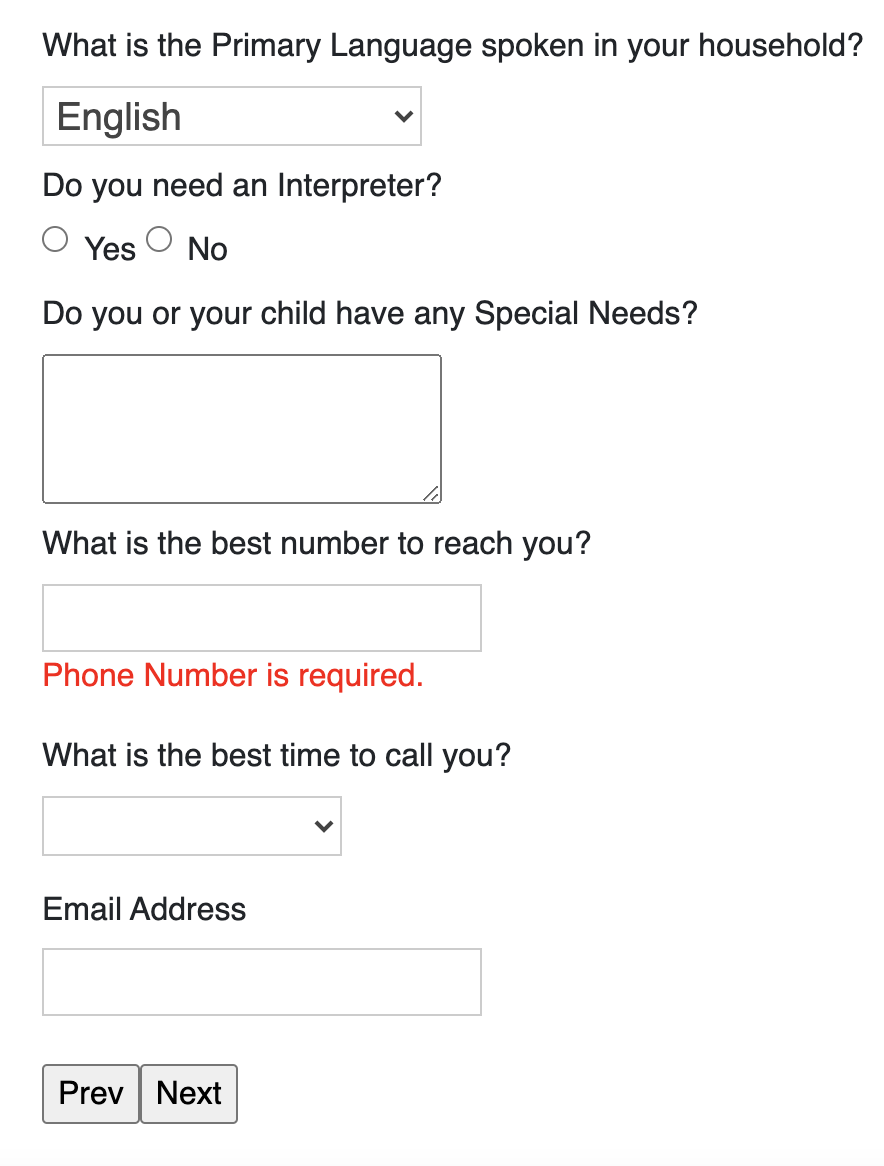 What is the Primary Language spoken in your household?
English
Do you need an Interpreter?
Yes No
Do you or your child have any Special Needs?
What is the best number to reach you?
Phone Number is required.
What is the best time to call you?
Email Address
Prev Next